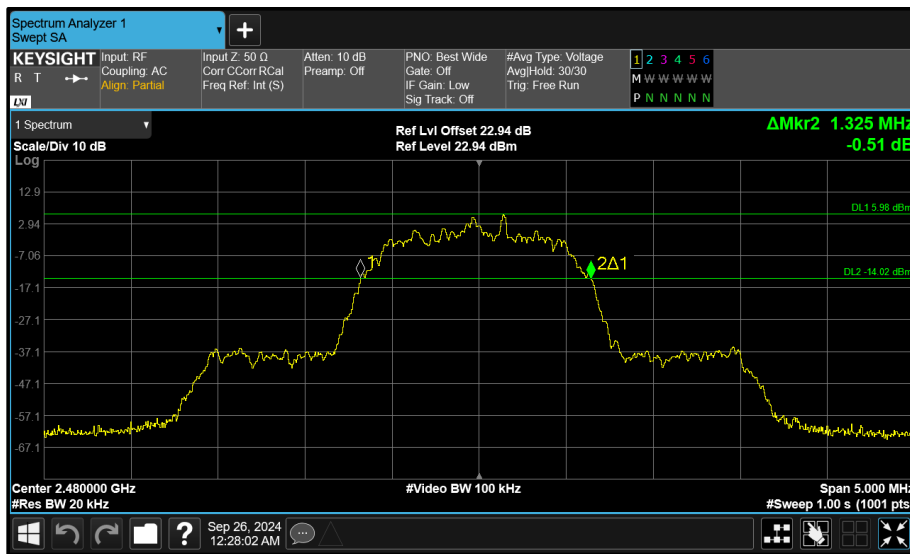 Spectrum Analyzer 1
Swept SA
KEYSIGHT
R T
LXI
Input: RF
Coupling: AC
Align: Partial
Input Z: 50 Ω
Corr CCorr RCal
Freq Ref: Int (S)
Atten: 10 dB
Preamp: Off
PNO: Best Wide
Gate: Off
IF Gain: Low
Sig Track: Off
#Avg Type: Voltage
Avg|Hold: 30/30
Trig: Free Run
1 2 3 4 5 6
M W W W W W
P N N N N N
1 Spectrum
Scale/Div 10 dB
Log
Ref Lvl Offset 22.94 dB
Ref Level 22.94 dBm
ΔMkr2 1.325 MHz
-0.51 dB
12.9
DL1 5.98 dBm
2.94
-7.06
1
2Δ1
DL2 -14.02 dBm
-17.1
-27.1
-37.1
-47.1
-57.1
-67.1
Center 2.480000 GHz
#Video BW 100 kHz
Span 5.000 MHz
#Res BW 20 kHz
#Sweep 1.00 s (1001 pts
?
Sep 26, 2024
12:28:02 AM